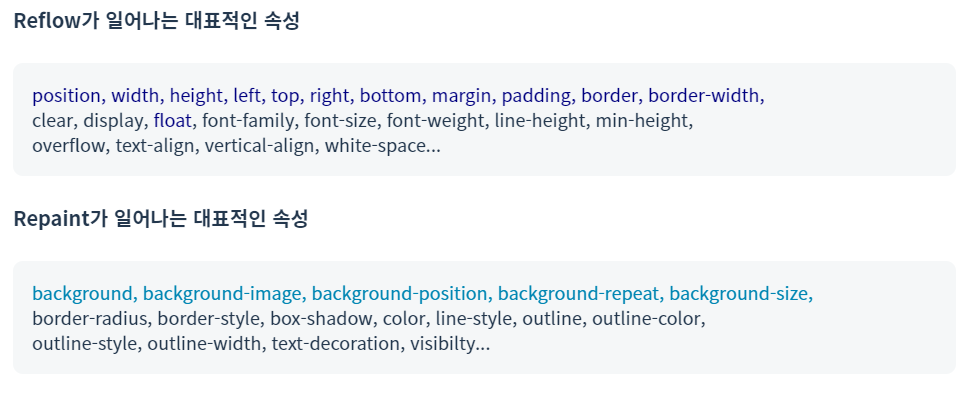 Reflow가 일어나는 대표적인 속성
position, width, height, left, top, right, bottom, margin, padding, border, border-width,
clear, display, float, font-family, font-size, font-weight, line-height, min-height,
overflow, text-align, vertical-align, white-space...
Repaint가 일어나는 대표적인 속성
background, background-image, background-position, background-repeat, background-size,
border-radius, border-style, box-shadow, color, line-style, outline, outline-color,
outline-style, outline-width, text-decoration, visibilty...